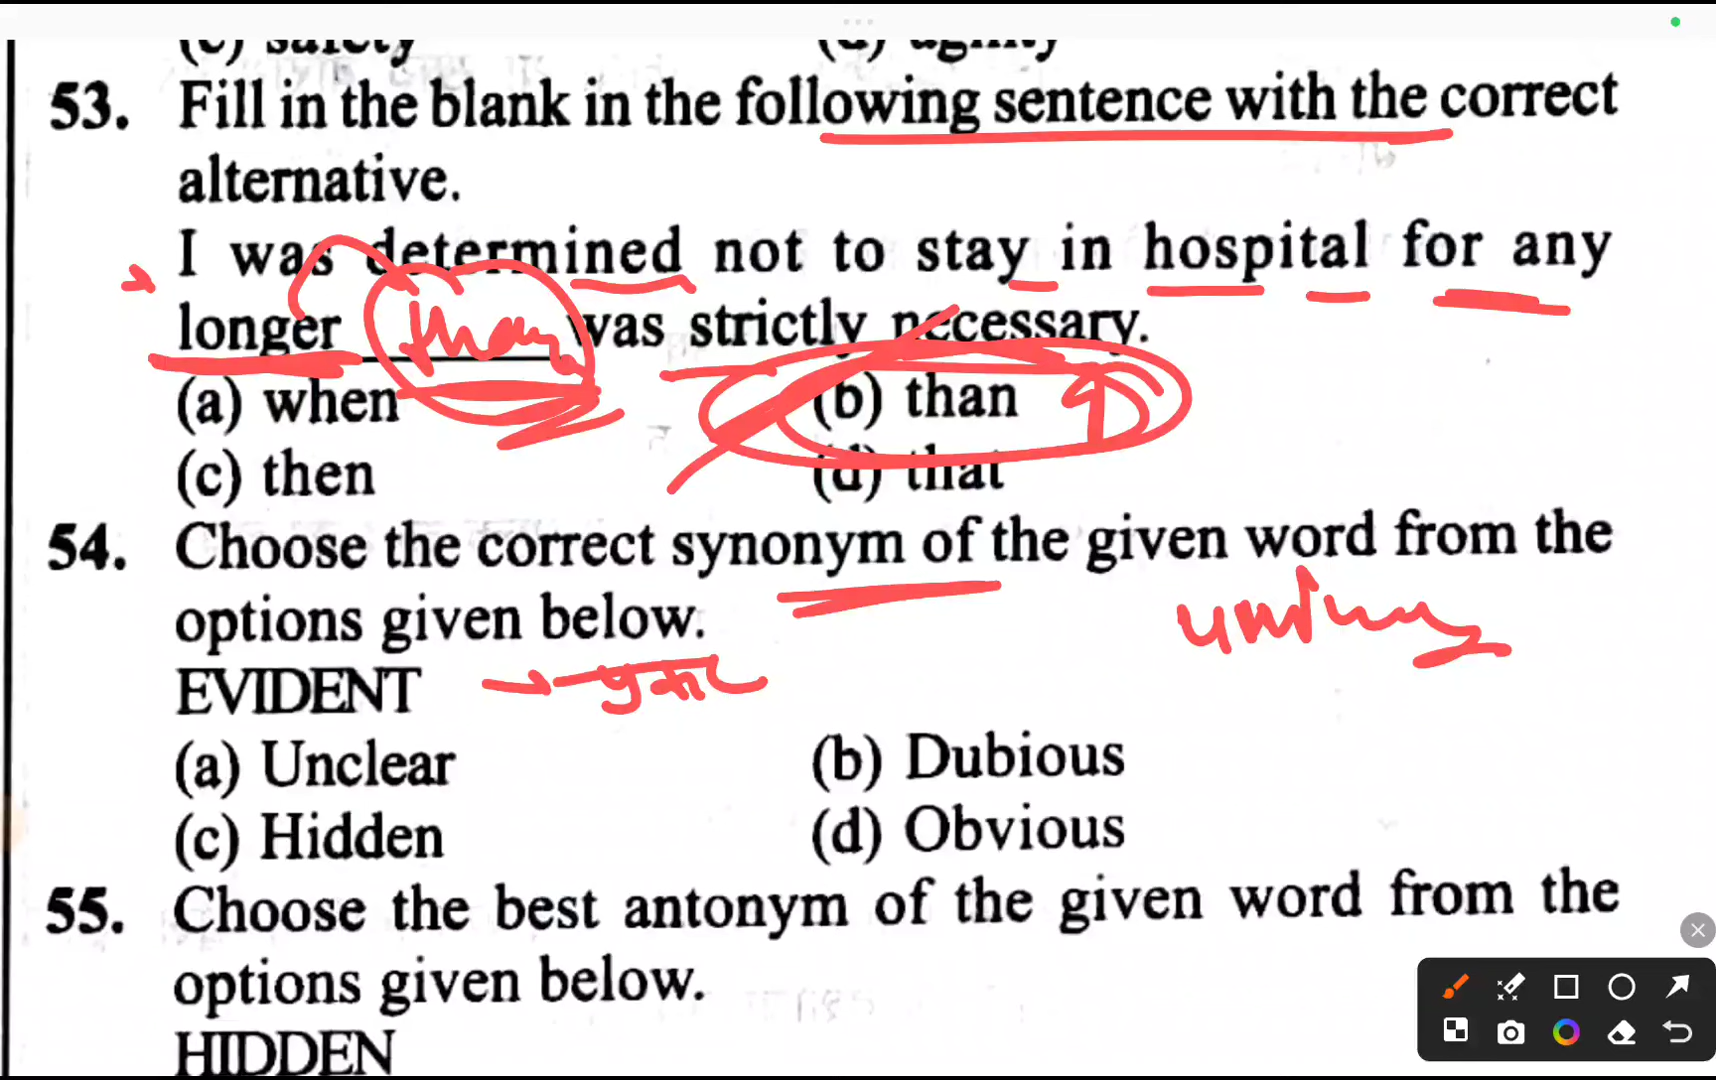 (c) safety (d) agility
53. Fill in the blank in the following sentence with the correct
alternative.
I was determined not to stay in hospital for any
longer than was strictly necessary.
(a) when (b) than
(c) then (d) that
54. Choose the correct synonym of the given word from the
options given below.
EVIDENT
(a) Unclear (b) Dubious
(c) Hidden (d) Obvious
55. Choose the best antonym of the given word from the
options given below.
HIDDEN